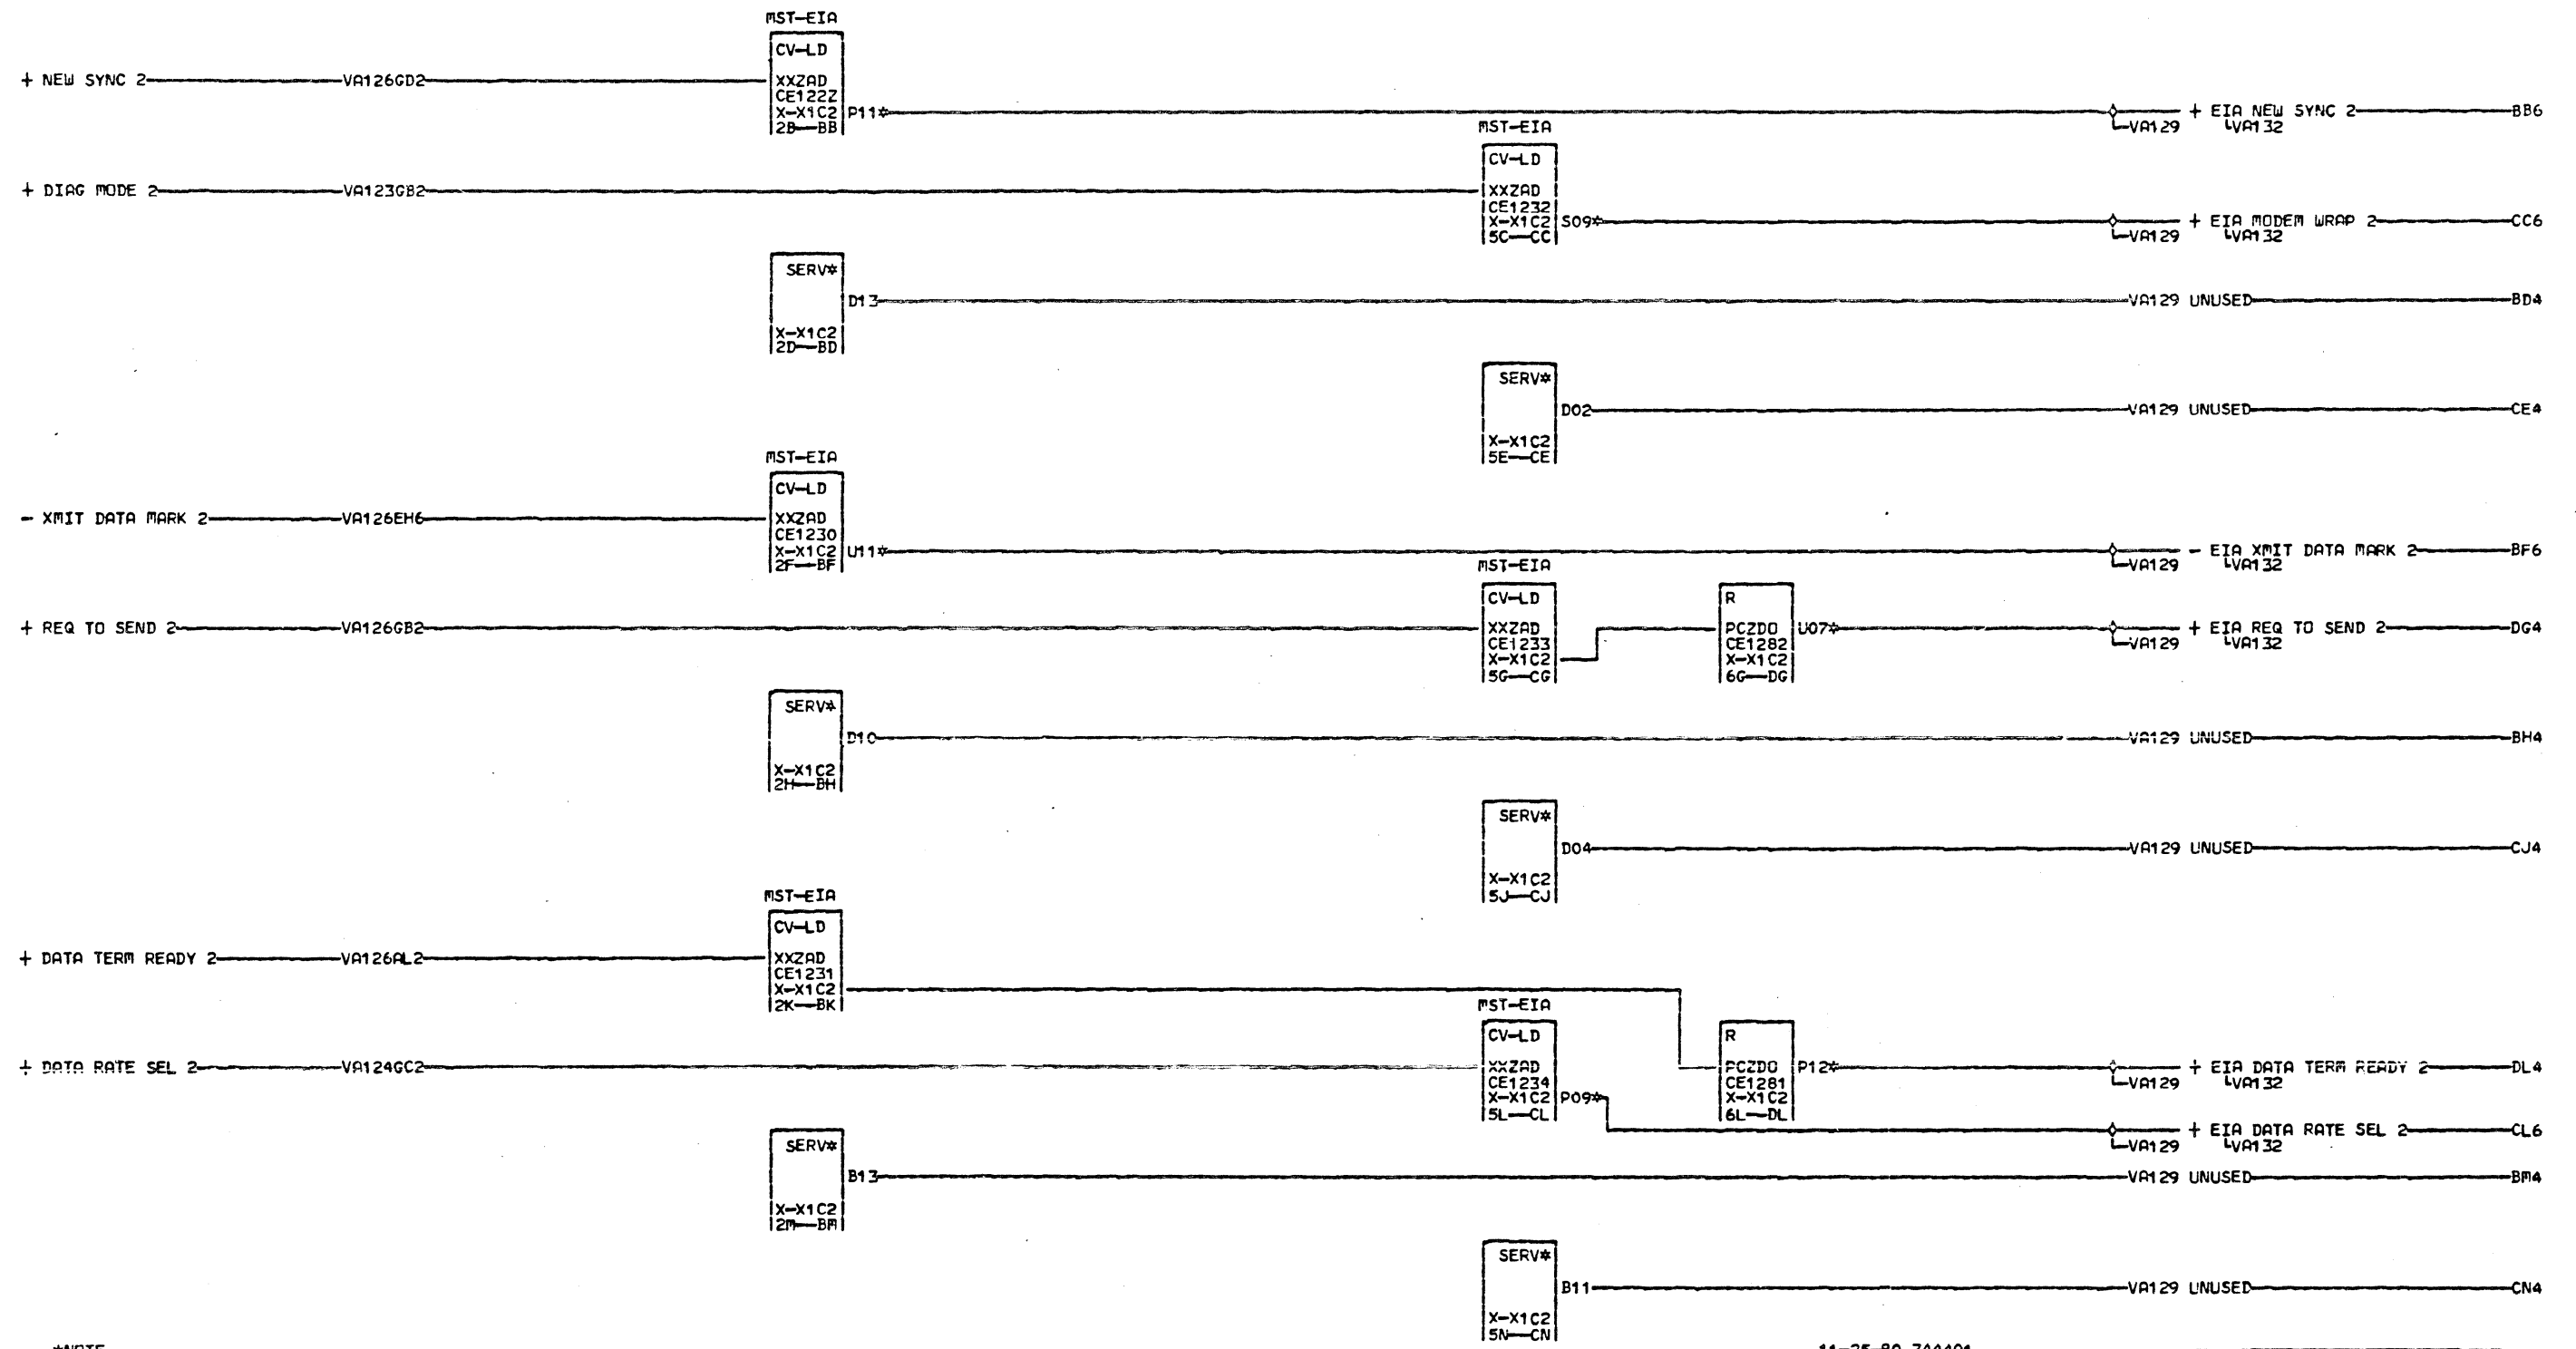 MST-EIA
CV-LD
+ NEW SYNC 2 VA126GD2 XXZAD
CE122Z
X-X1C2 P11* + EIA NEW SYNC 2 BB6
2B BB MST-EIA VA129 VA132
CV-LD
+ DIAG MODE 2 VA123GB2 XXZAD
CE1232
X-X1C2 S09* + EIA MODEM WRAP 2 CC6
5C CC VA129 VA132
SERV*
D13 VA129 UNUSED BD4
X-X1C2
2D BD
SERV*
D02 VA129 UNUSED CE4
X-X1C2
5E CE
MST-EIA
CV-LD
- XMIT DATA MARK 2 VA126EH6 XXZAD
CE1230
X-X1C2 U11* - EIA XMIT DATA MARK 2 BF6
2F BF MST-EIA VA129 VA132
CV-LD R
+ REQ TO SEND 2 VA126GB2 XXZAD PCZDO U07* + EIA REQ TO SEND 2 DG4
CE1233 CE1282 VA129 VA132
X-X1C2 X-X1C2
5G CG 6G DG
SERV*
D10 VA129 UNUSED BH4
X-X1C2
2H BH
SERV*
D04 VA129 UNUSED CJ4
X-X1C2
5J CJ
MST-EIA
CV-LD
+ DATA TERM READY 2 VA126AL2 XXZAD
CE1231
X-X1C2
2K BK MST-EIA
CV-LD R
+ DATA RATE SEL 2 VA124GC2 XXZAD PCZDO P12* + EIA DATA TERM READY 2 DL4
CE1234 CE1281 VA129 VA132
X-X1C2 P09* X-X1C2
5L CL 6L DL
+ EIA DATA RATE SEL 2 CL6
SERV* VA129 VA132
B13 VA129 UNUSED BM4
X-X1C2
2M BM
SERV*
B11 VA129 UNUSED CN4
X-X1C2
5N CN